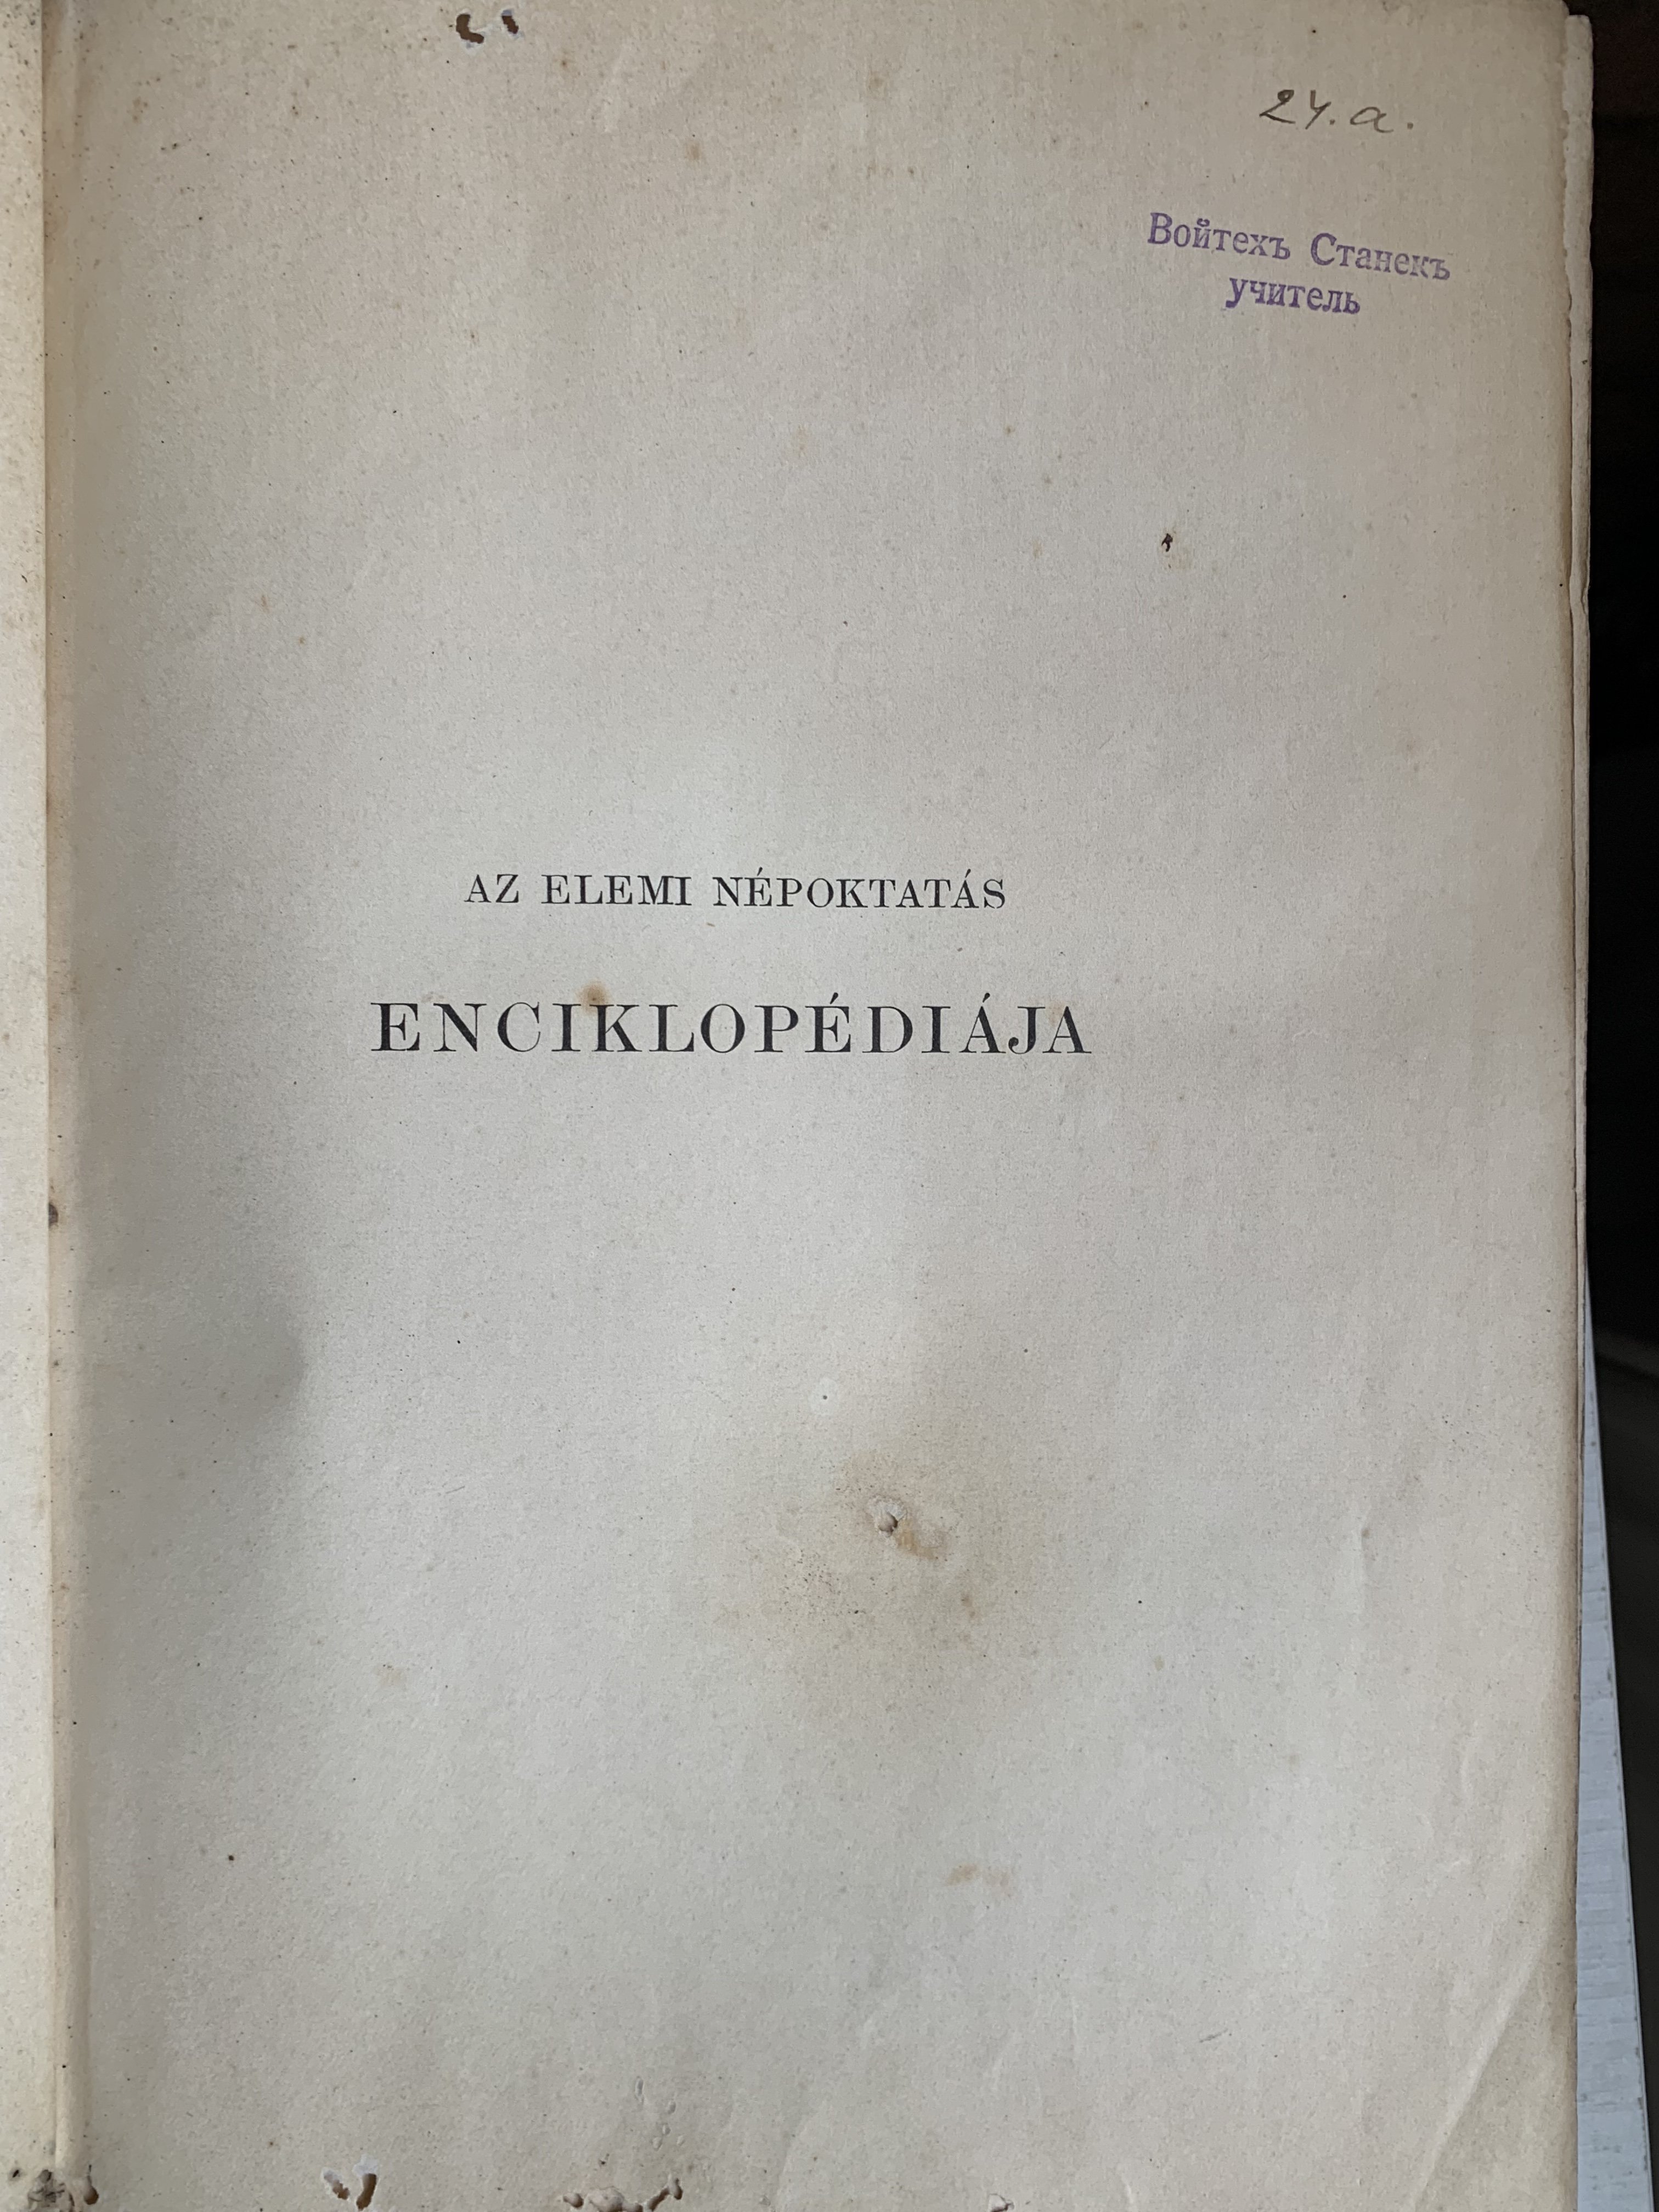 24.a.
Войтехъ Станекъ
учитель
AZ ELEMI NÉPOKTATÁS
ENCIKLOPÉDIÁJA